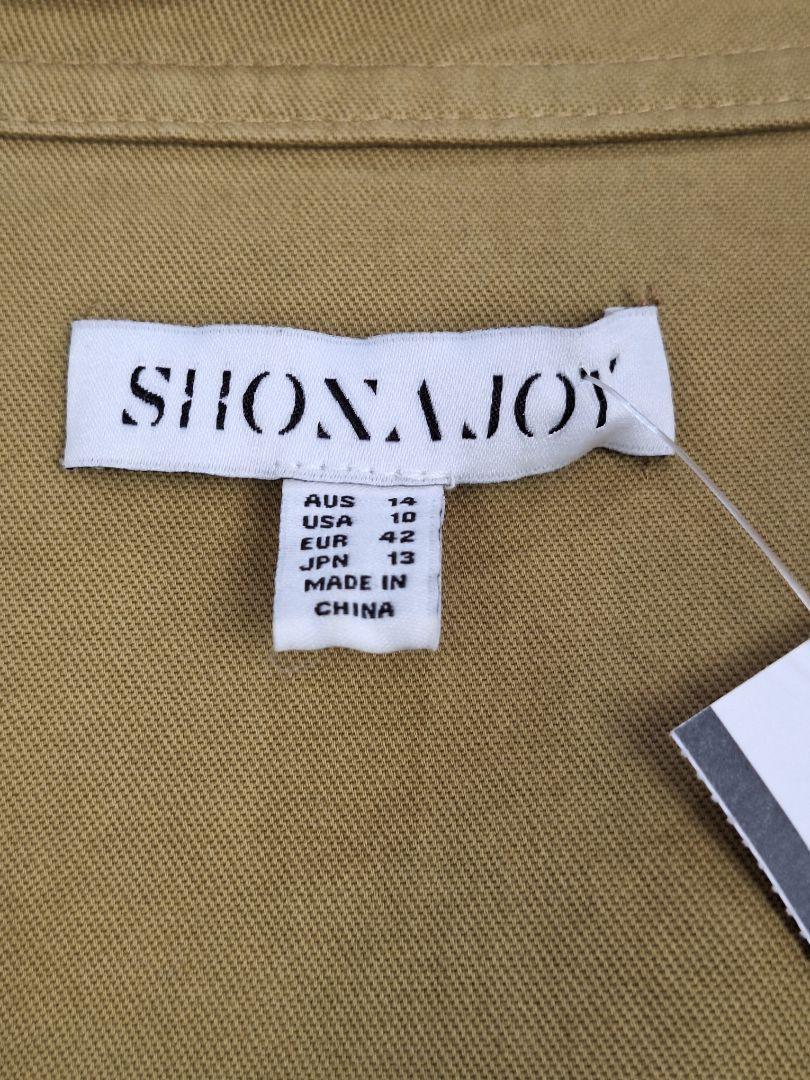 SHONA JOY
AUS 14
USA 10
EUR 42
JPN 13
MADE IN
CHINA